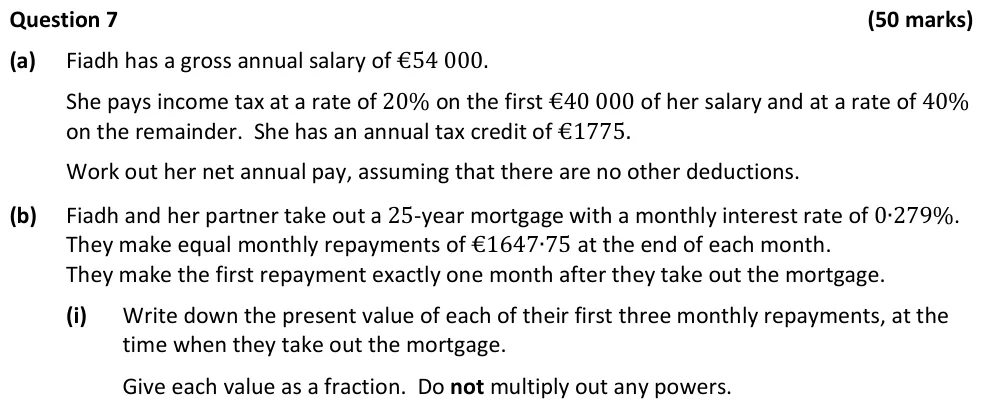 Question 7 (50 marks)
(a) Fiadh has a gross annual salary of €54 000.
She pays income tax at a rate of 20% on the first €40 000 of her salary and at a rate of 40%
on the remainder. She has an annual tax credit of €1775.
Work out her net annual pay, assuming that there are no other deductions.
(b) Fiadh and her partner take out a 25-year mortgage with a monthly interest rate of 0·279%.
They make equal monthly repayments of €1647·75 at the end of each month.
They make the first repayment exactly one month after they take out the mortgage.
(i) Write down the present value of each of their first three monthly repayments, at the
time when they take out the mortgage.
Give each value as a fraction. Do not multiply out any powers.